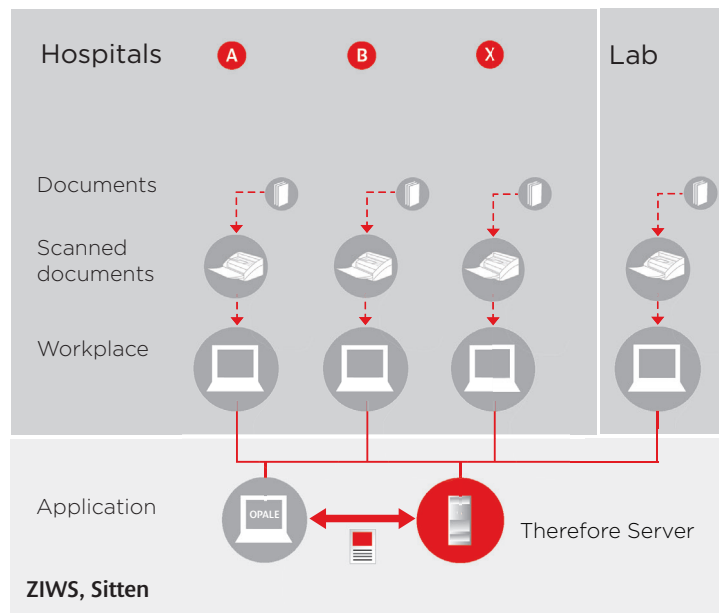 Hospitals A B X Lab
Documents
Scanned
documents
Workplace
Application OPALE
Therefore Server
ZIWS, Sitten